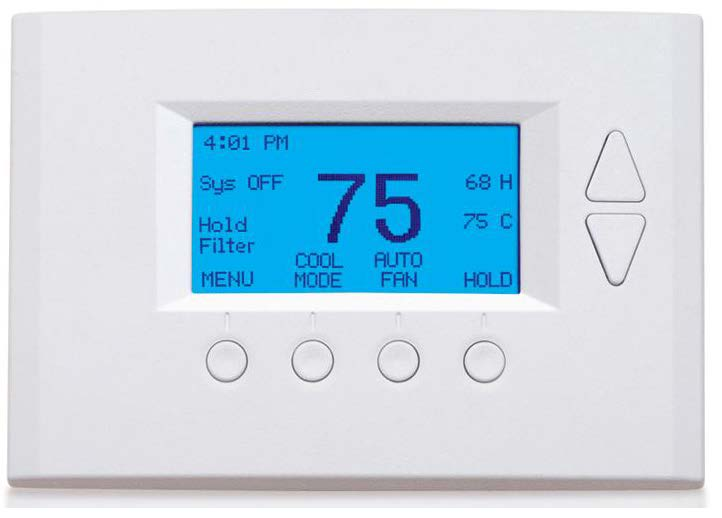 4:01 PM
Sys OFF
75
68 H
75 C
Hold
Filter
MENU
COOL
MODE
AUTO
FAN
HOLD